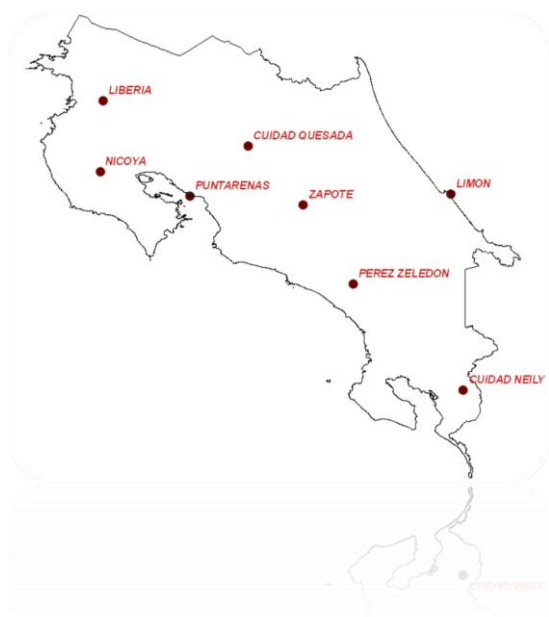 LIBERIA
CUIDAD QUESADA
NICOYA
PUNTARENAS
ZAPOTE
LIMON
PEREZ ZELEDON
CUIDAD NEILY